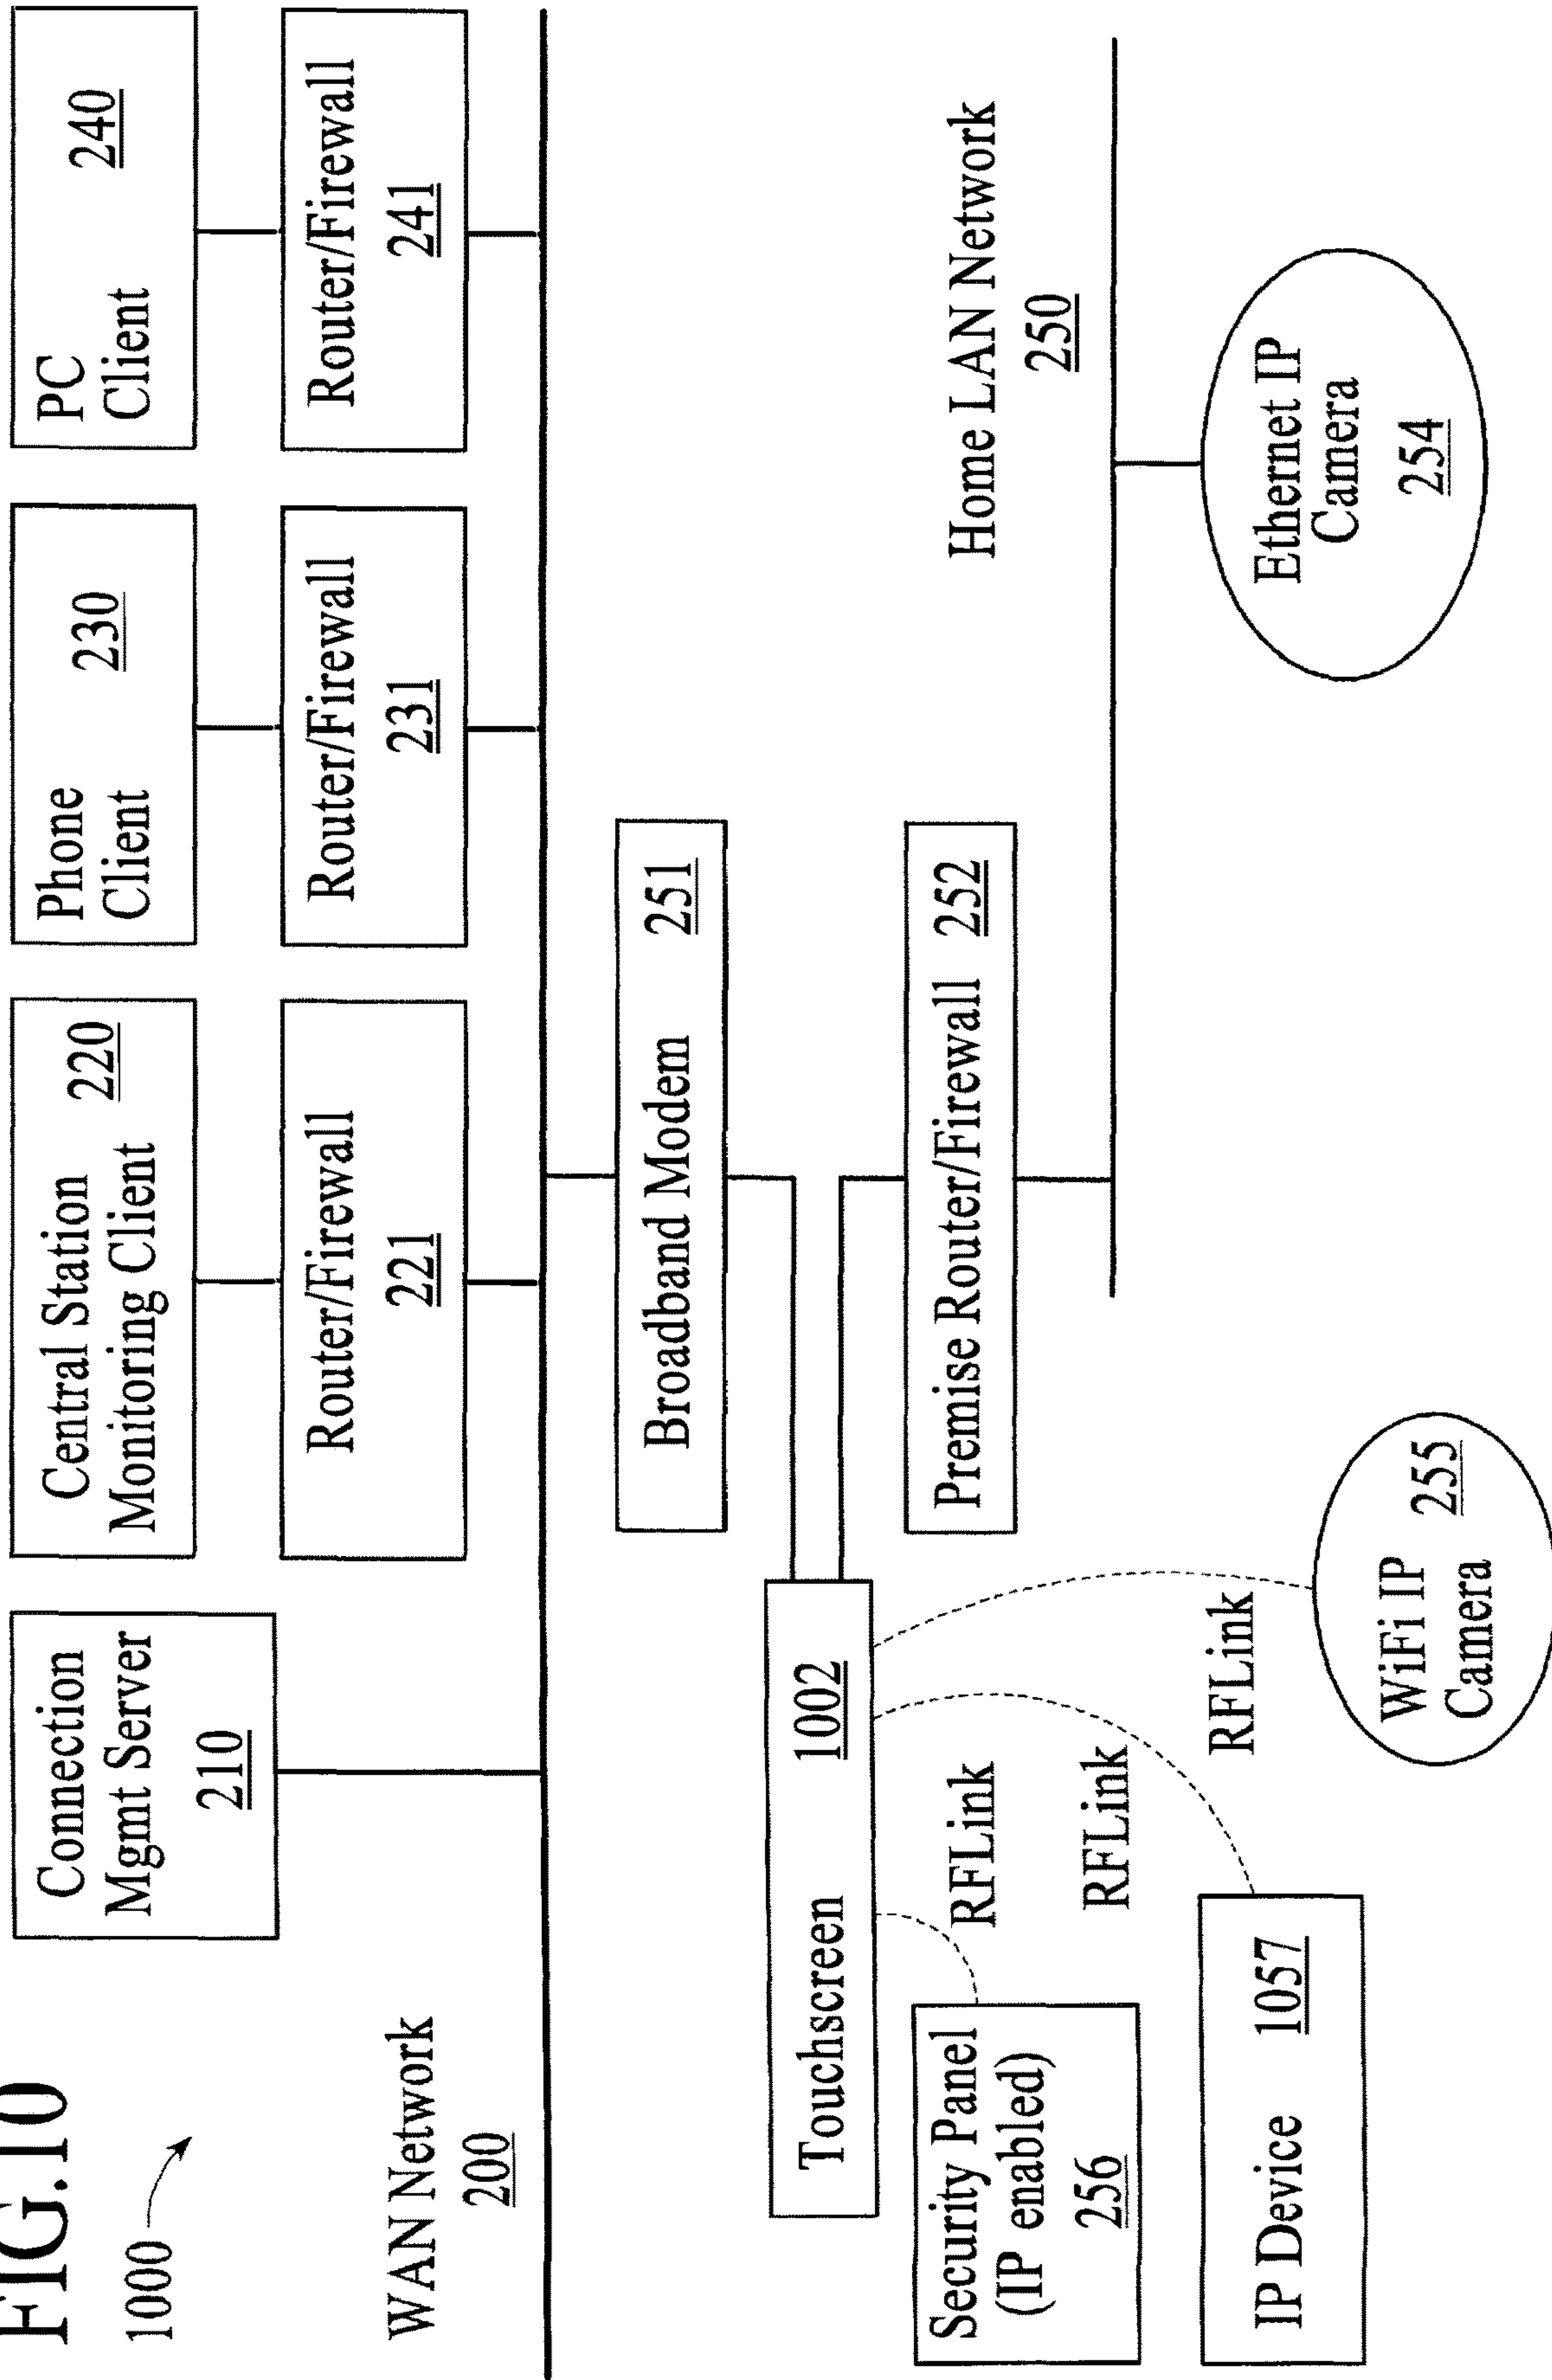 FIG.10
1000
Connection
Mgmt Server
210
Central Station
Monitoring Client
220
Phone
Client
230
PC
Client
240
Router/Firewall
221
Router/Firewall
231
Router/Firewall
241
WAN Network
200
Broadband Modem 251
Touchscreen 1002
Premise Router/Firewall 252
Home LAN Network
250
Security Panel
(IP enabled)
256
RFLink
RFLink
RFLink
IP Device 1057
WiFi IP
Camera
255
Ethernet IP
Camera
254